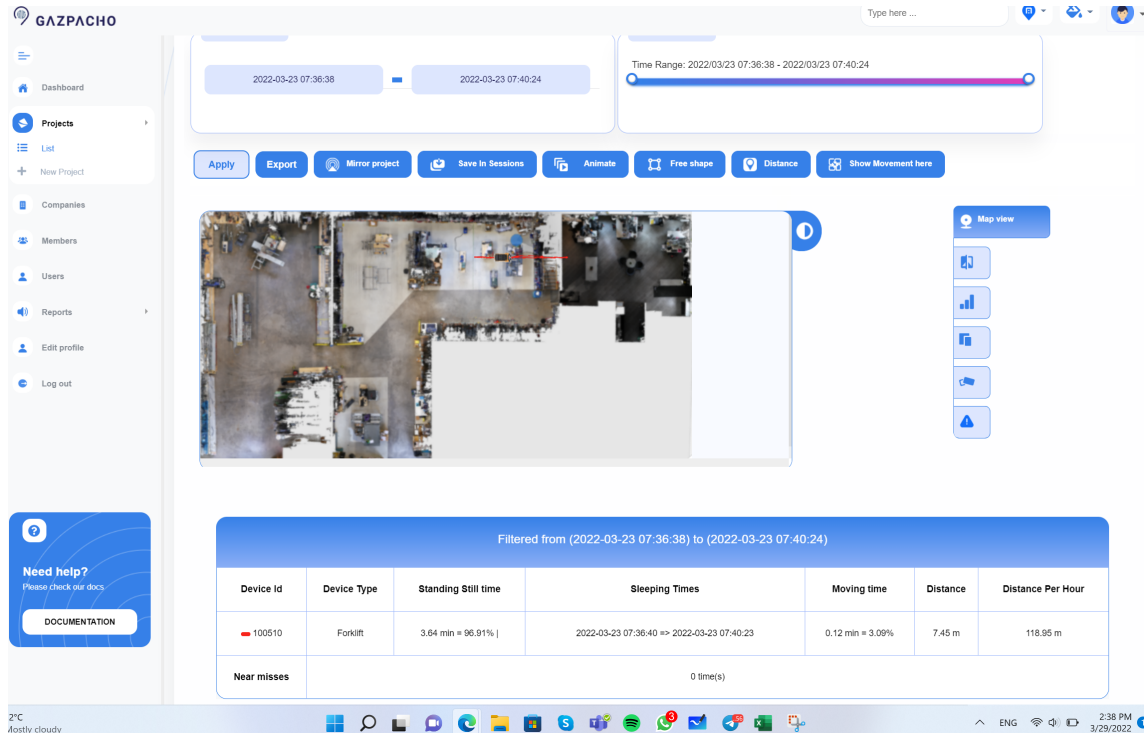 GAZPACHO
Type here ...
Dashboard
Projects
List
New Project
Companies
Members
Users
Reports
Edit profile
Log out
Need help?
Please check our docs
DOCUMENTATION
2022-03-23 07:36:38
2022-03-23 07:40:24
Time Range: 2022/03/23 07:36:38 - 2022/03/23 07:40:24
Apply
Export
Mirror project
Save In Sessions
Animate
Free shape
Distance
Show Movement here
Map view
Filtered from (2022-03-23 07:36:38) to (2022-03-23 07:40:24)
Device Id Device Type Standing Still time Sleeping Times Moving time Distance Distance Per Hour
100510 Forklift 3.64 min = 96.91% | 2022-03-23 07:36:40 => 2022-03-23 07:40:23 0.12 min = 3.09% 7.45 m 118.95 m
Near misses 0 time(s)
2°C
Mostly cloudy
3
ENG
2:38 PM
3/29/2022